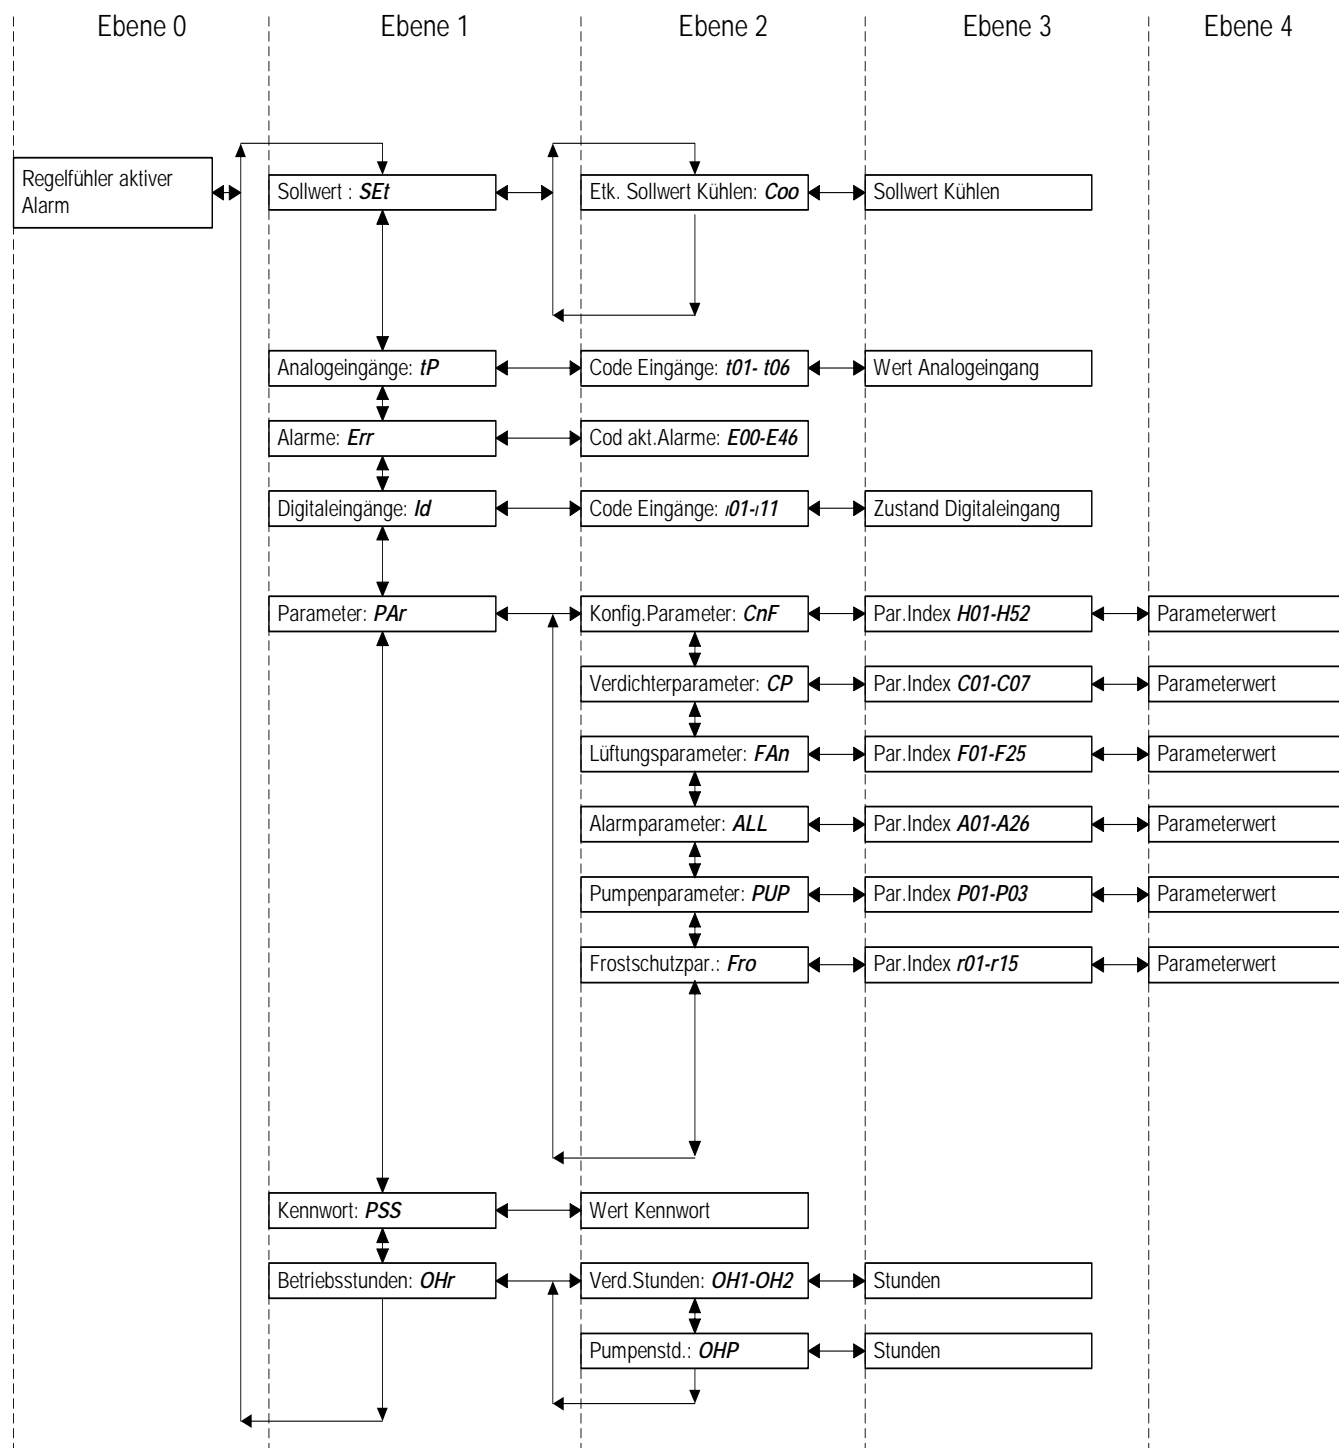 Ebene 0
Ebene 1
Ebene 2
Ebene 3
Ebene 4
Regelfühler aktiver
Alarm
Sollwert : SEt
Etk. Sollwert Kühlen: Coo
Sollwert Kühlen
Analogeingänge: tP
Code Eingänge: t01- t06
Wert Analogeingang
Alarme: Err
Cod akt.Alarme: E00-E46
Digitaleingänge: Id
Code Eingänge: ı01-ı11
Zustand Digitaleingang
Parameter: PAr
Konfig.Parameter: CnF
Par.Index H01-H52
Parameterwert
Verdichterparameter: CP
Par.Index C01-C07
Parameterwert
Lüftungsparameter: FAn
Par.Index F01-F25
Parameterwert
Alarmparameter: ALL
Par.Index A01-A26
Parameterwert
Pumpenparameter: PUP
Par.Index P01-P03
Parameterwert
Frostschutzpar.: Fro
Par.Index r01-r15
Parameterwert
Kennwort: PSS
Wert Kennwort
Betriebsstunden: OHr
Verd.Stunden: OH1-OH2
Stunden
Pumpenstd.: OHP
Stunden